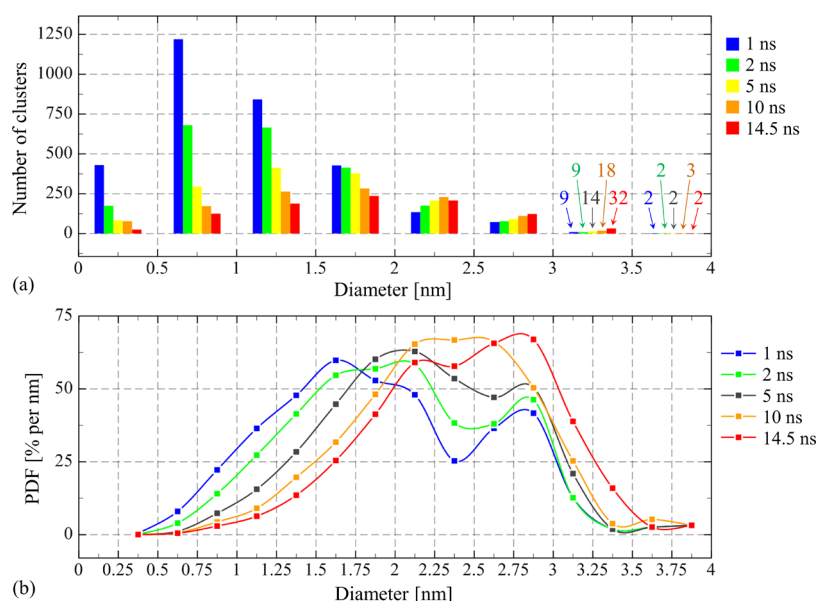 1250
1000
750
500
250
0
Number of clusters
9
2
3
18
9
14
32
2
2
2
1 ns
2 ns
5 ns
10 ns
14.5 ns
0 0.5 1 1.5 2 2.5 3 3.5 4
(a)
Diameter [nm]
75
50
25
0
PDF [% per nm]
1 ns
2 ns
5 ns
10 ns
14.5 ns
0 0.25 0.5 0.75 1 1.25 1.5 1.75 2 2.25 2.5 2.75 3 3.25 3.5 3.75 4
(b)
Diameter [nm]